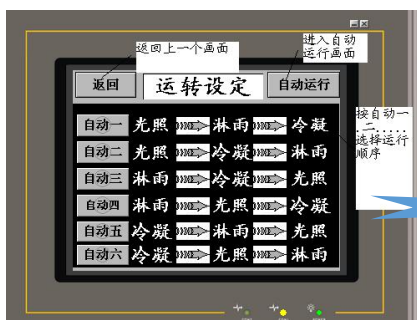 返回上一个画面
进入自动
运行画面
返回 运转设定 自动运行
按自动一
二......
选择运行
顺序
自动一 光照 淋雨 冷凝
自动二 光照 冷凝 淋雨
自动三 淋雨 冷凝 光照
自动四 淋雨 光照 冷凝
自动五 冷凝 淋雨 光照
自动六 冷凝 光照 淋雨